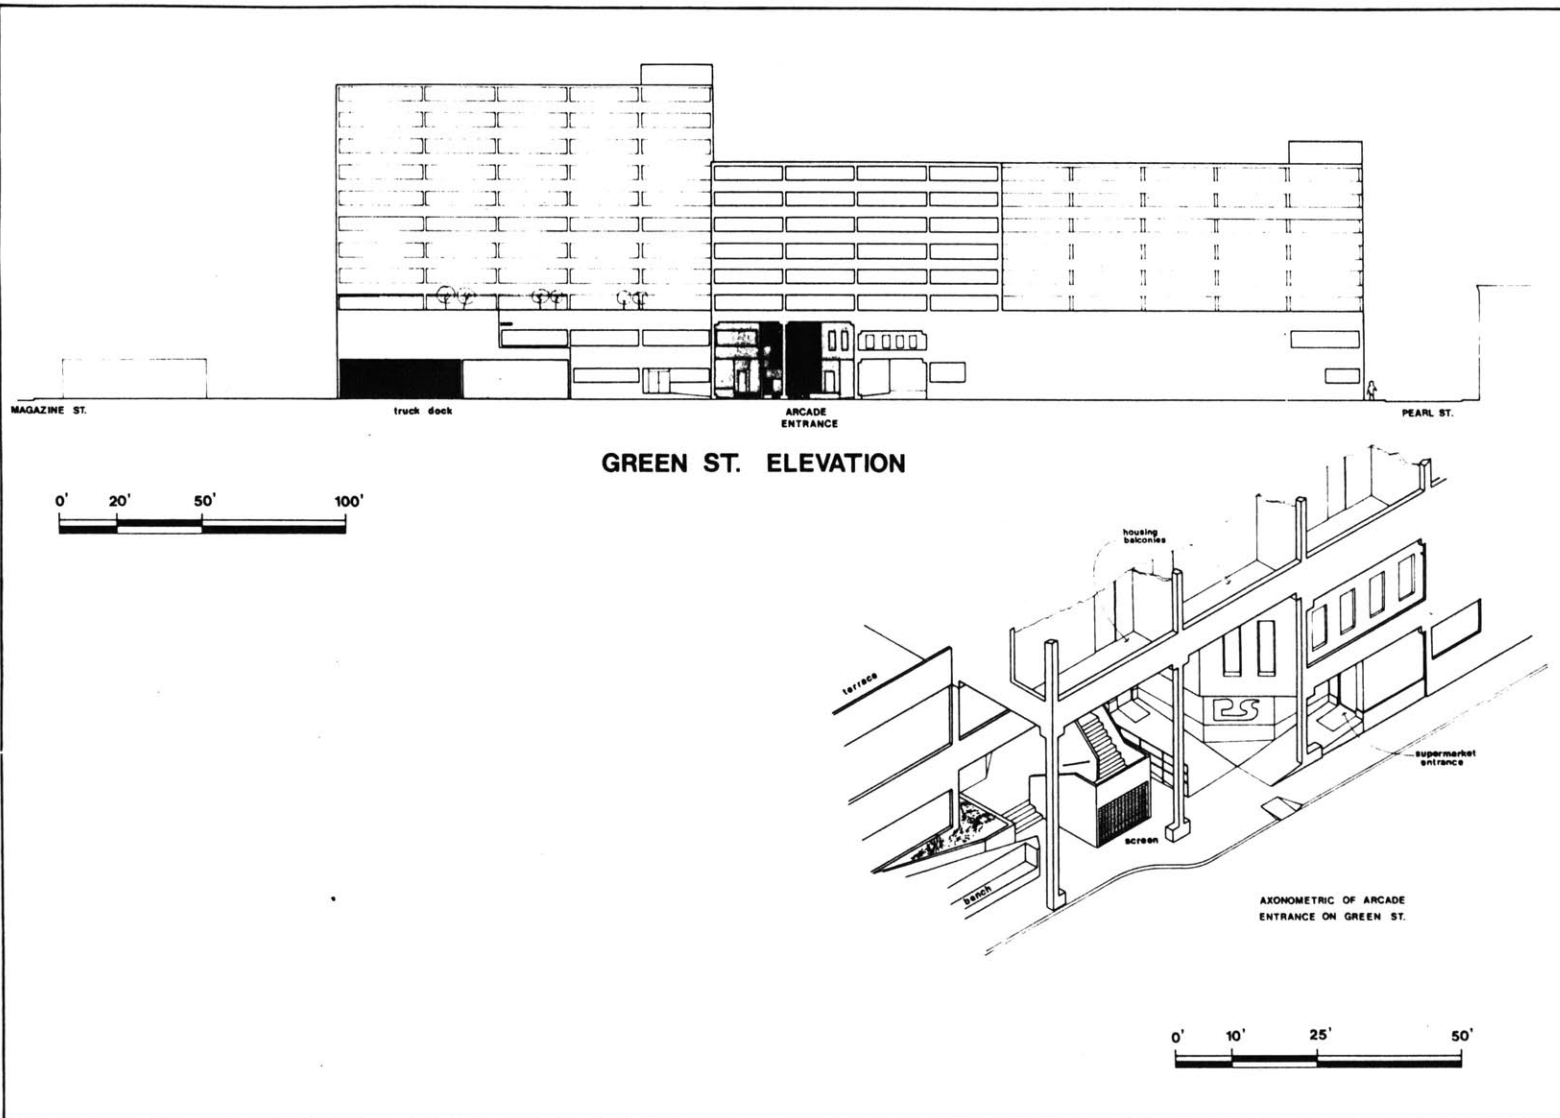 MAGAZINE ST.
truck dock
ARCADE
ENTRANCE
PEARL ST.
GREEN ST. ELEVATION
0' 20' 50' 100'
housing
balconies
terrace
PS
supermarket
entrance
screen
bench
AXONOMETRIC OF ARCADE
ENTRANCE ON GREEN ST.
0' 10' 25' 50'